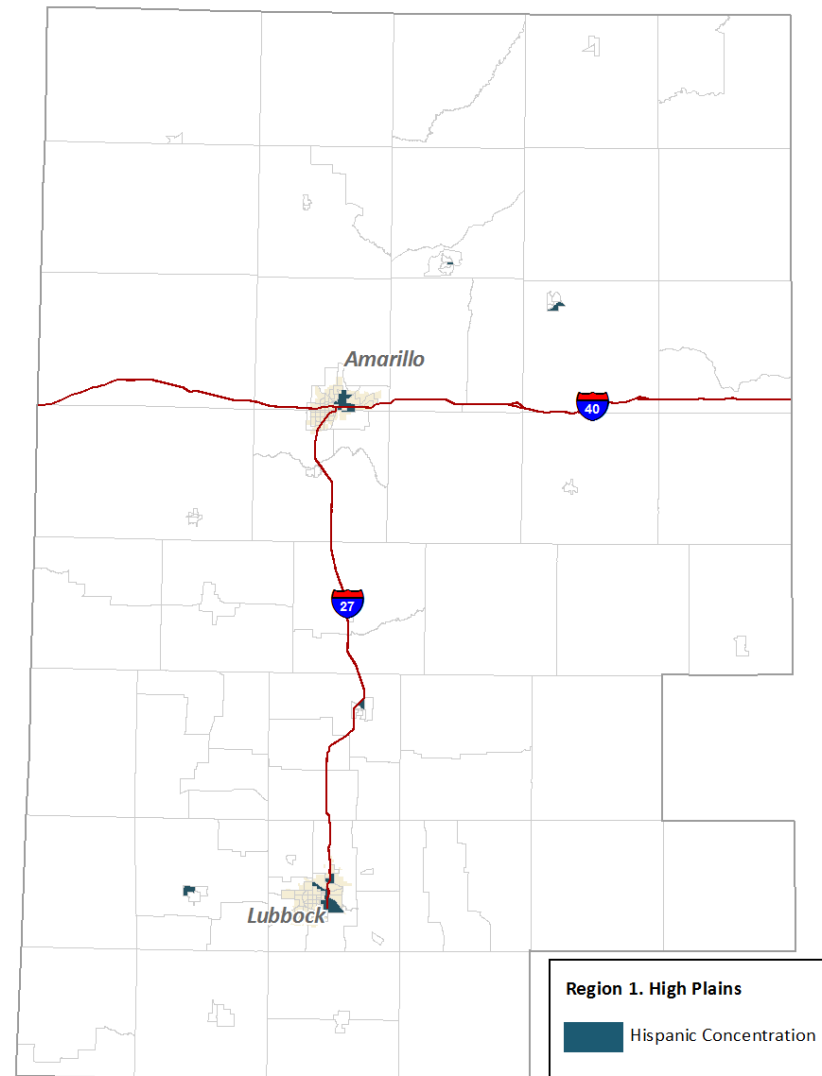 Amarillo
40
27
Lubbock
Region 1. High Plains
Hispanic Concentration